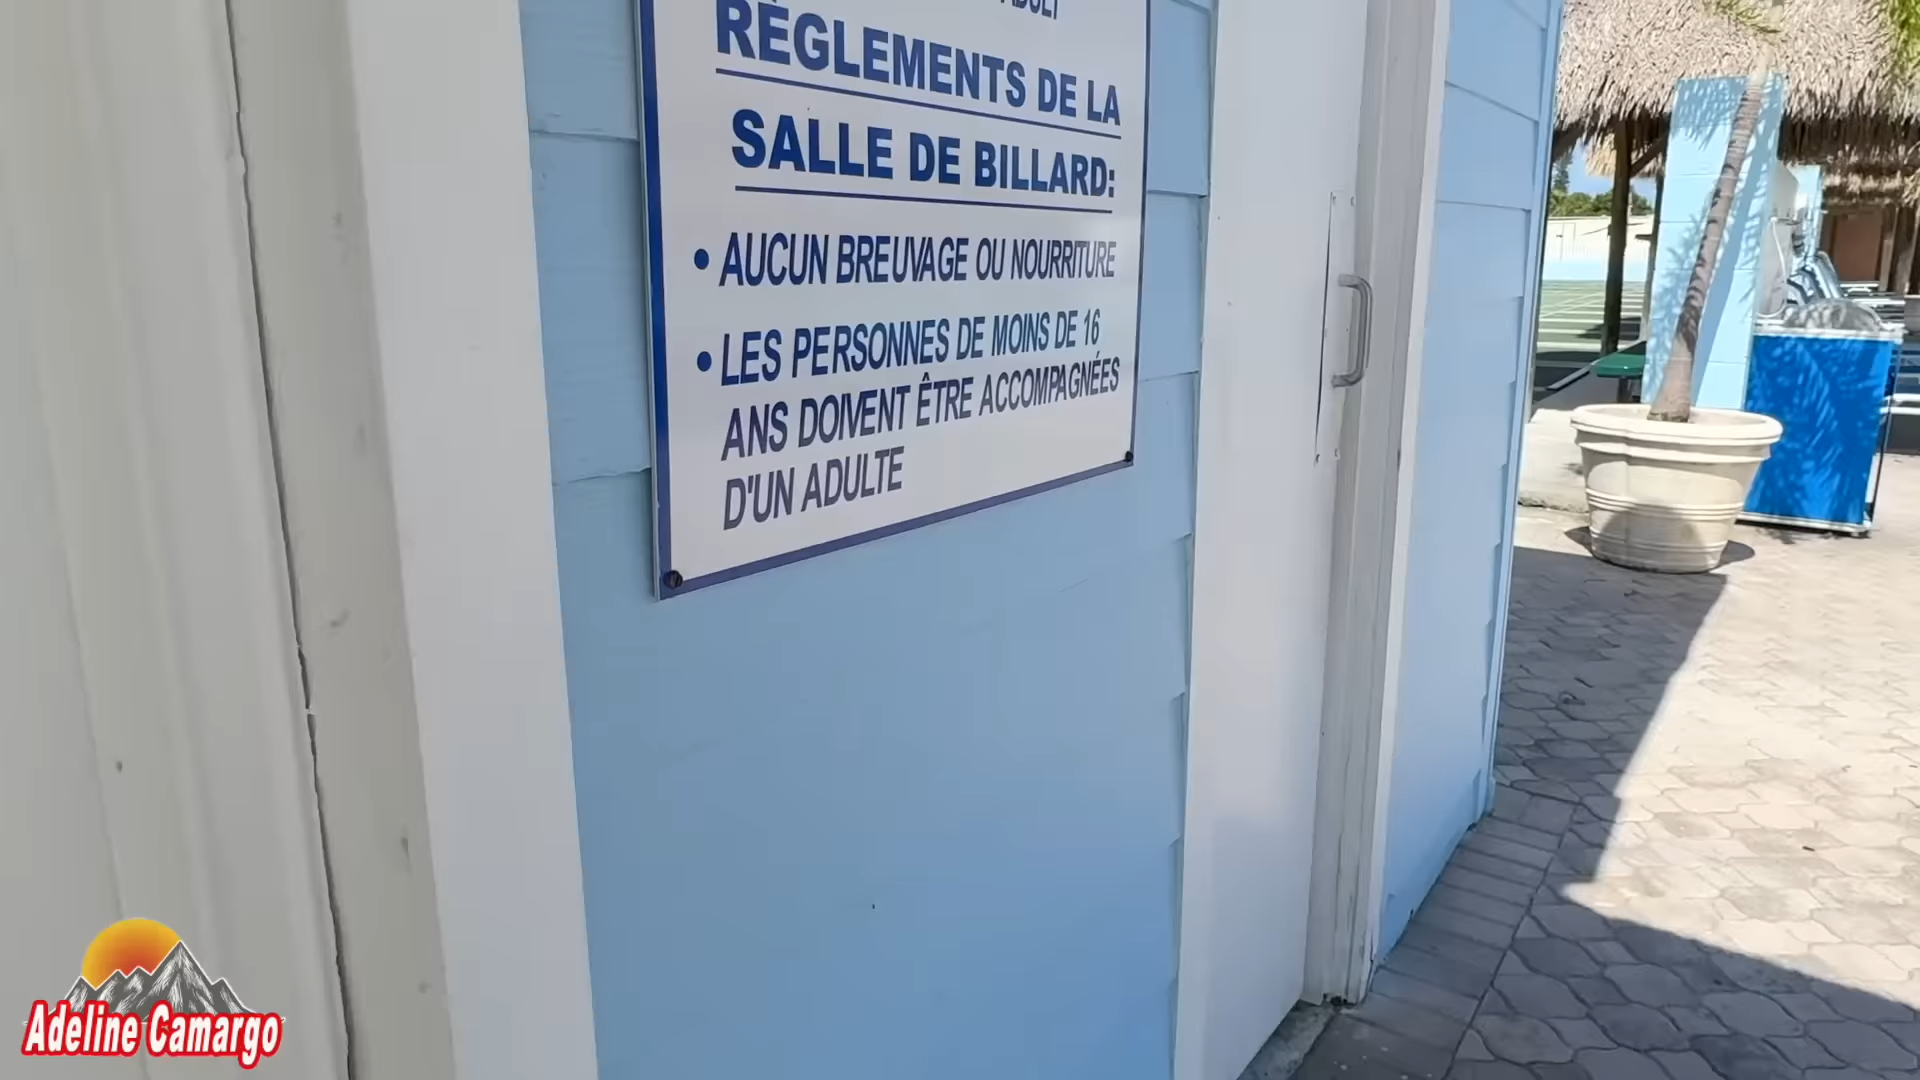 RÈGLEMENTS DE LA
SALLE DE BILLARD:
• AUCUN BREUVAGE OU NOURRITURE
• LES PERSONNES DE MOINS DE 16
ANS DOIVENT ÊTRE ACCOMPAGNÉES
D'UN ADULTE
Adeline Camargo